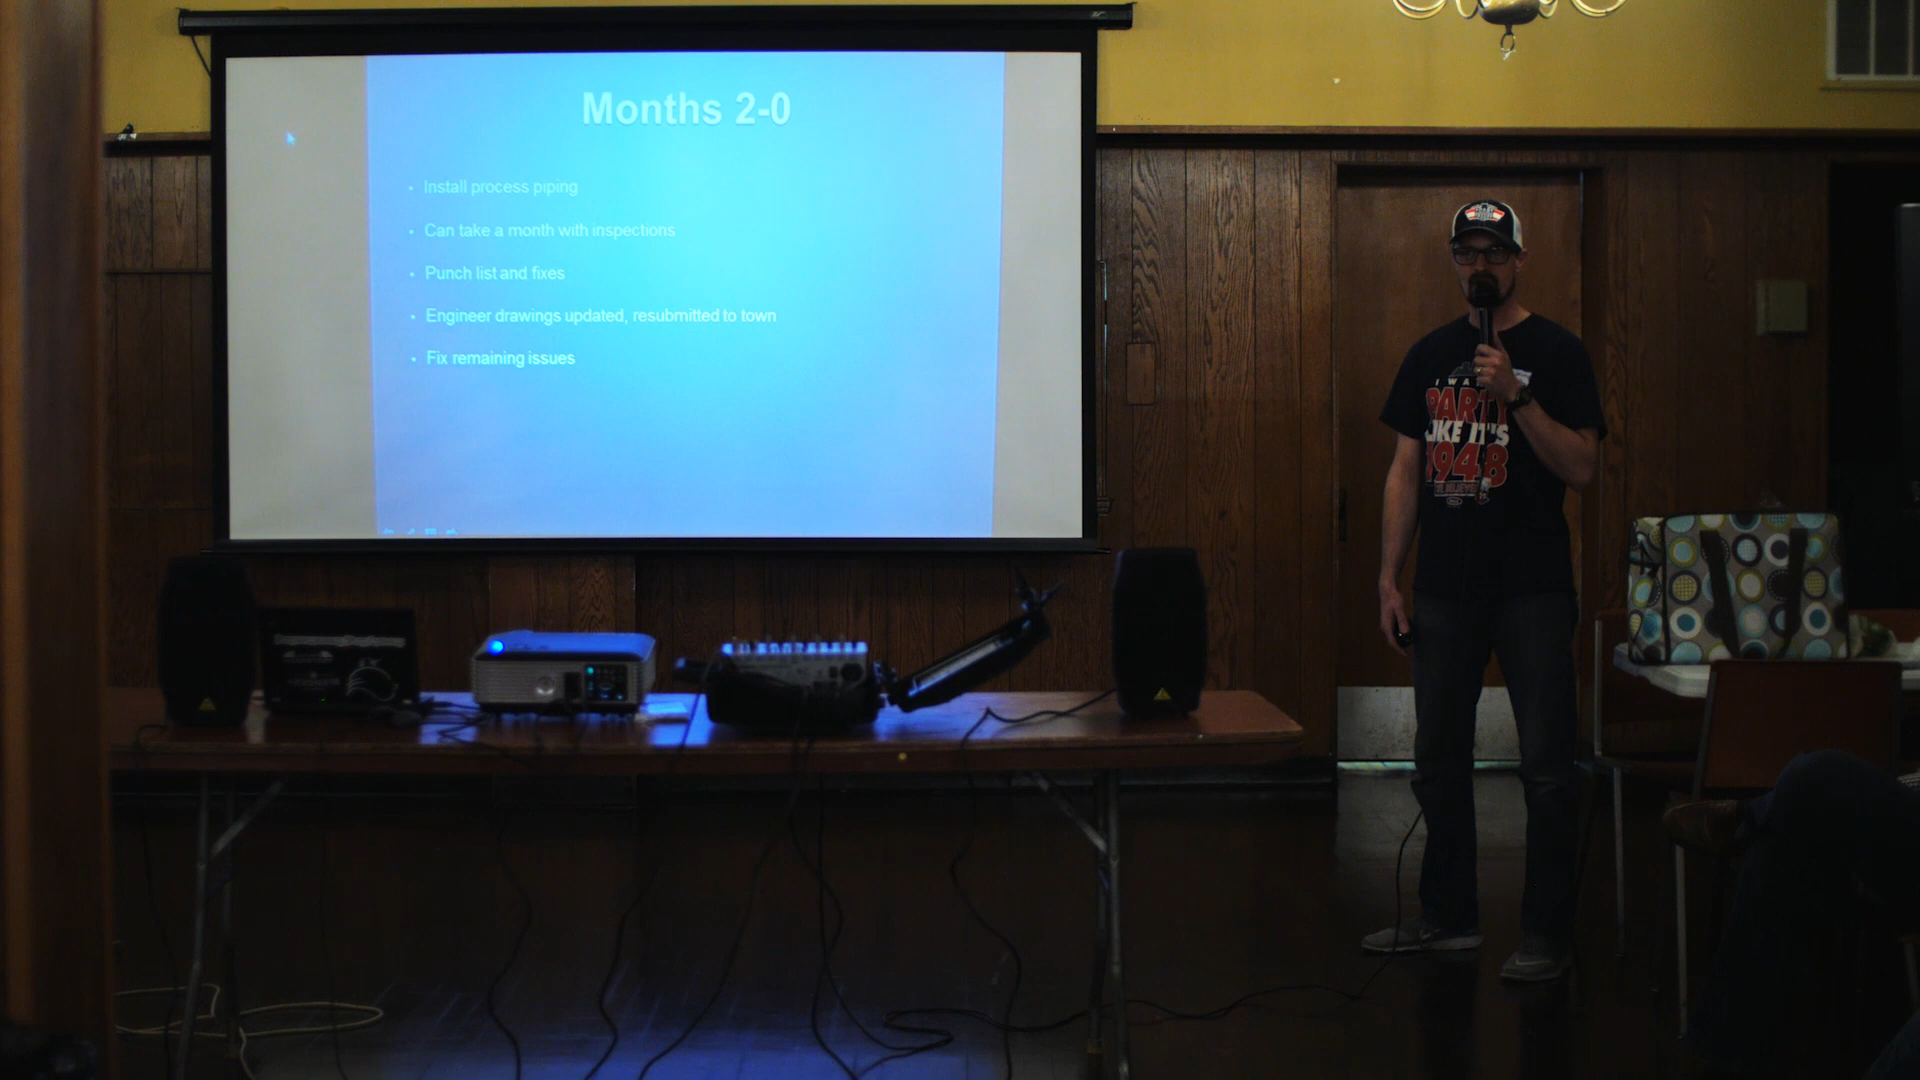 Months 2-0
• Install process piping
• Can take a month with inspections
• Punch list and fixes
• Engineer drawings updated, resubmitted to town
• Fix remaining issues
PARTY
LIKE IT'S
1948